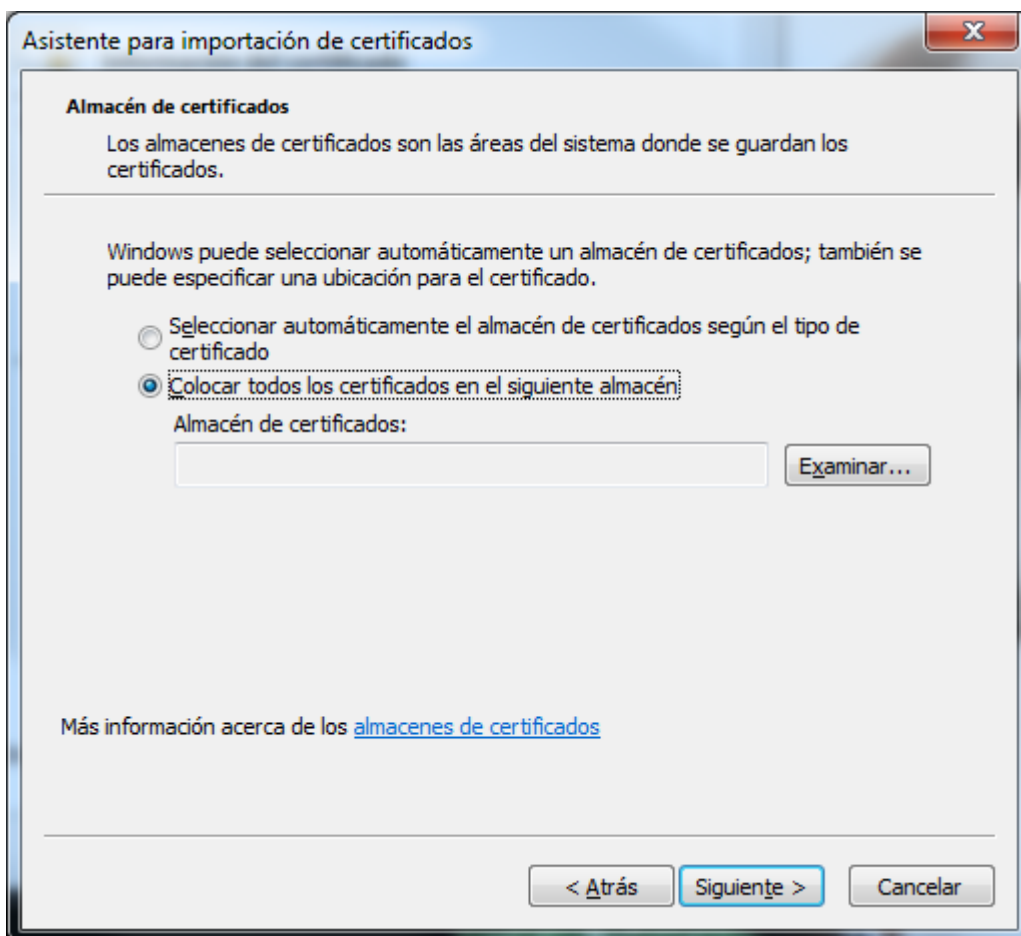 Asistente para importación de certificados
Almacén de certificados
Los almacenes de certificados son las áreas del sistema donde se guardan los
certificados.
Windows puede seleccionar automáticamente un almacén de certificados; también se
puede especificar una ubicación para el certificado.
Seleccionar automáticamente el almacén de certificados según el tipo de
certificado
Colocar todos los certificados en el siguiente almacén
Almacén de certificados:
Examinar...
Más información acerca de los almacenes de certificados
< Atrás
Siguiente >
Cancelar